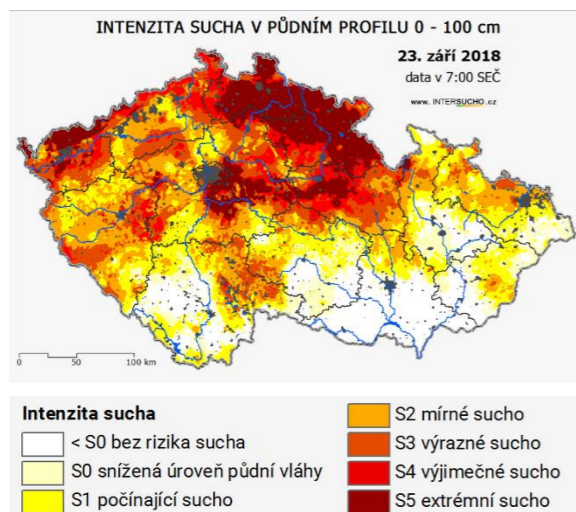 INTENZITA SUCHA V PŮDNÍM PROFILU 0 - 100 cm
23. září 2018
data v 7:00 SEČ
www. INTERSUCHO .cz
0 50 100 km
Intenzita sucha
< S0 bez rizika sucha
S0 snížená úroveň půdní vláhy
S1 počínající sucho
S2 mírné sucho
S3 výrazné sucho
S4 výjimečné sucho
S5 extrémní sucho